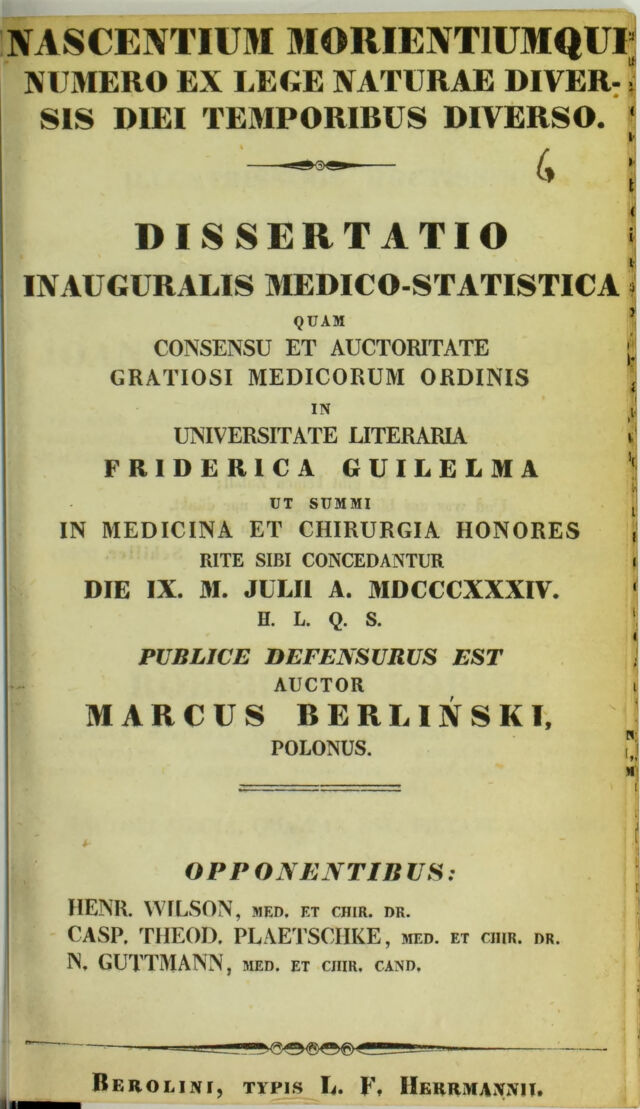 NASCENTIUM MORIENTIUMQUE
NUMERO EX LEGE NATURAE DIVER-
SIS DIEI TEMPORIBUS DIVERSO.
6
DISSERTATIO
INAUGURALIS MEDICO-STATISTICA
QUAM
CONSENSU ET AUCTORITATE
GRATIOSI MEDICORUM ORDINIS
IN
UNIVERSITATE LITERARIA
FRIDERICA GUILELMA
UT SUMMI
IN MEDICINA ET CHIRURGIA HONORES
RITE SIBI CONCEDANTUR
DIE IX. M. JULII A. MDCCCXXXIV.
H. L. Q. S.
PUBLICE DEFENSURUS EST
AUCTOR
MARCUS BERLIŃSKI,
POLONUS.
OPPONENTIBUS:
HENR. WILSON, MED. ET CHIR. DR.
CASP. THEOD. PLAETSCHKE, MED. ET CHIR. DR.
N. GUTTMANN, MED. ET CHIR. CAND.
BEROLINI, TYPIS L. F. HERRMANNII.